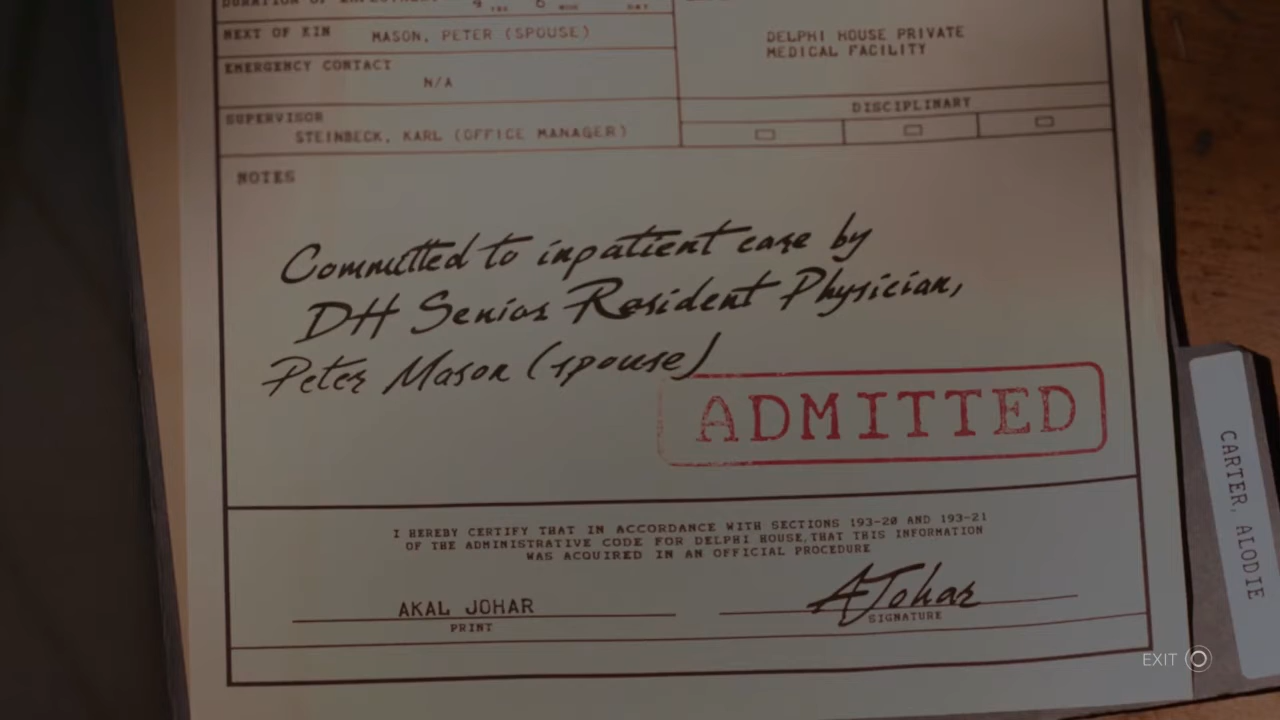 NEXT OF KIN MASON, PETER (SPOUSE)
EMERGENCY CONTACT
N/A
SUPERVISOR
STEINBECK, KARL (OFFICE MANAGER)
DELPHI HOUSE PRIVATE
MEDICAL FACILITY
DISCIPLINARY
NOTES
Committed to inpatient care by
DH Senior Resident Physician,
Peter Mason (spouse)
ADMITTED
I HEREBY CERTIFY THAT IN ACCORDANCE WITH SECTIONS 193-20 AND 193-21
OF THE ADMINISTRATIVE CODE FOR DELPHI HOUSE,THAT THIS INFORMATION
WAS ACQUIRED IN AN OFFICIAL PROCEDURE
AKAL JOHAR
PRINT
AJohar
SIGNATURE
CARTER, ALODIE
EXIT